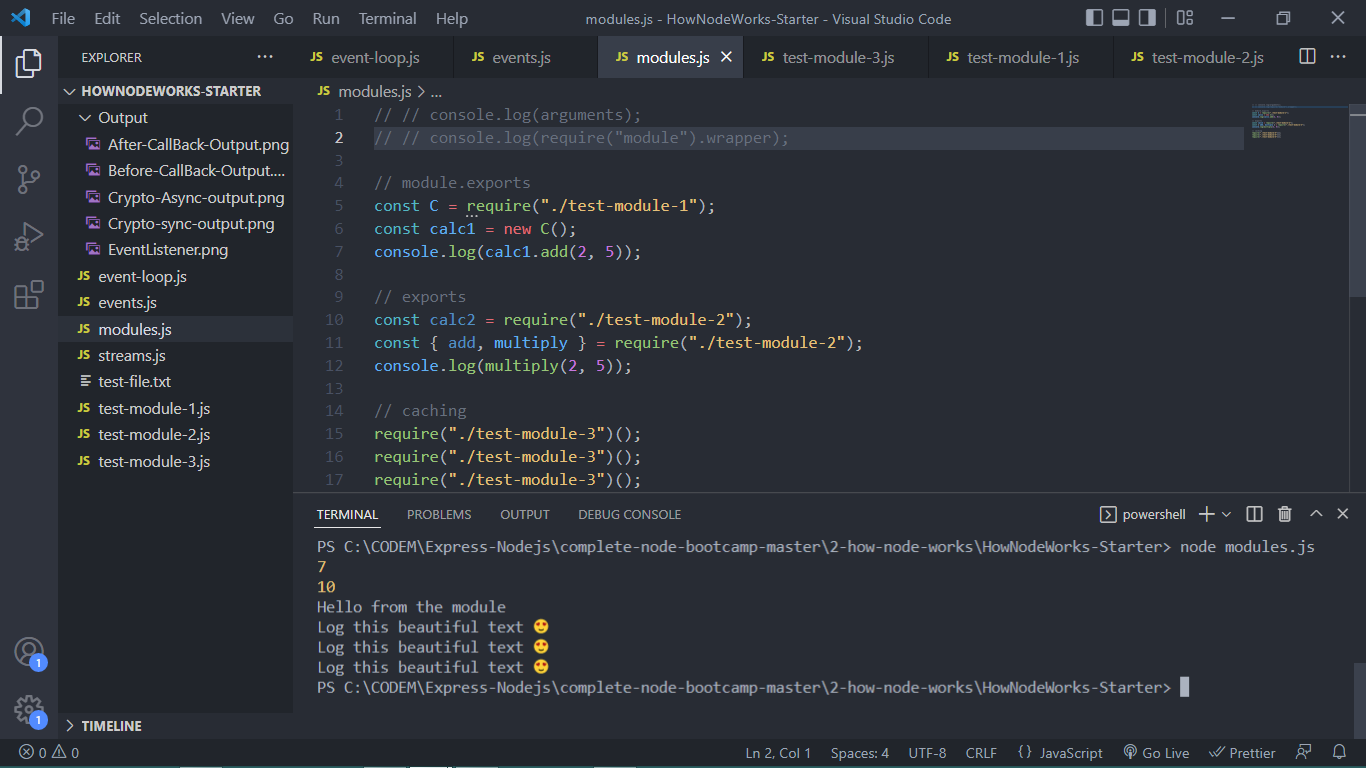 File Edit Selection View Go Run Terminal Help modules.js - HowNodeWorks-Starter - Visual Studio Code
EXPLORER ...
HOWNODEWORKS-STARTER
Output
After-CallBack-Output.png
Before-CallBack-Output....
Crypto-Async-output.png
Crypto-sync-output.png
EventListener.png
JS event-loop.js
JS events.js
JS modules.js
JS streams.js
test-file.txt
JS test-module-1.js
JS test-module-2.js
JS test-module-3.js
TIMELINE
1
1
JS event-loop.js JS events.js JS modules.js JS test-module-3.js JS test-module-1.js JS test-module-2.js ...
JS modules.js > ...
1 // // console.log(arguments);
2 // // console.log(require("module").wrapper);
3
4 // module.exports
5 const C = require("./test-module-1");
6 const calc1 = new C();
7 console.log(calc1.add(2, 5));
8
9 // exports
10 const calc2 = require("./test-module-2");
11 const { add, multiply } = require("./test-module-2");
12 console.log(multiply(2, 5));
13
14 // caching
15 require("./test-module-3")();
16 require("./test-module-3")();
17 require("./test-module-3")();
TERMINAL PROBLEMS OUTPUT DEBUG CONSOLE powershell
PS C:\CODEM\Express-Nodejs\complete-node-bootcamp-master\2-how-node-works\HowNodeWorks-Starter> node modules.js
7
10
Hello from the module
Log this beautiful text 😍
Log this beautiful text 😍
Log this beautiful text 😍
PS C:\CODEM\Express-Nodejs\complete-node-bootcamp-master\2-how-node-works\HowNodeWorks-Starter>
0 0 Ln 2, Col 1 Spaces: 4 UTF-8 CRLF {} JavaScript Go Live Prettier